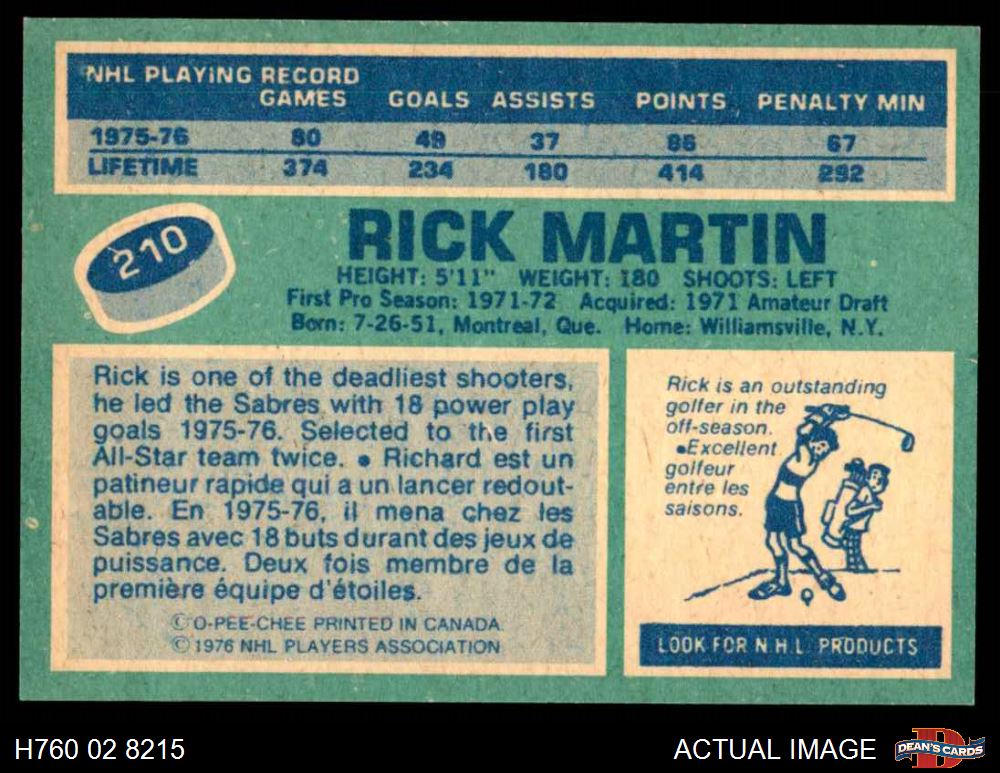 NHL PLAYING RECORD
GAMES GOALS ASSISTS POINTS PENALTY MIN
1975-76 80 49 37 86 67
LIFETIME 374 234 180 414 292
210
RICK MARTIN
HEIGHT: 5'11" WEIGHT: 180 SHOOTS: LEFT
First Pro Season: 1971-72 Acquired: 1971 Amateur Draft
Born: 7-26-51, Montreal, Que. Home: Williamsville, N.Y.
Rick is one of the deadliest shooters,
he led the Sabres with 18 power play
goals 1975-76. Selected to the first
All-Star team twice. • Richard est un
patineur rapide qui a un lancer redout-
able. En 1975-76, il mena chez les
Sabres avec 18 buts durant des jeux de
puissance. Deux fois membre de la
première équipe d'étoiles.
© O-PEE-CHEE PRINTED IN CANADA
© 1976 NHL PLAYERS ASSOCIATION
Rick is an outstanding
golfer in the
off-season.
•Excellent
golfeur
entre les
saisons.
LOOK FOR N.H.L. PRODUCTS
H760 02 8215
ACTUAL IMAGE
D
DEAN'S CARDS